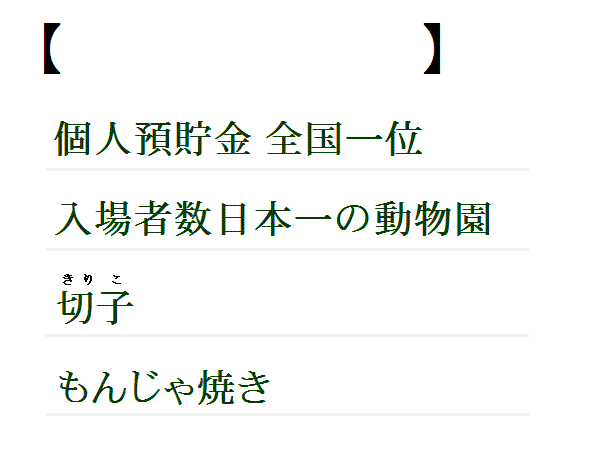 【 】
個人預貯金 全国一位
入場者数日本一の動物園
きりこ
切子
もんじゃ焼き